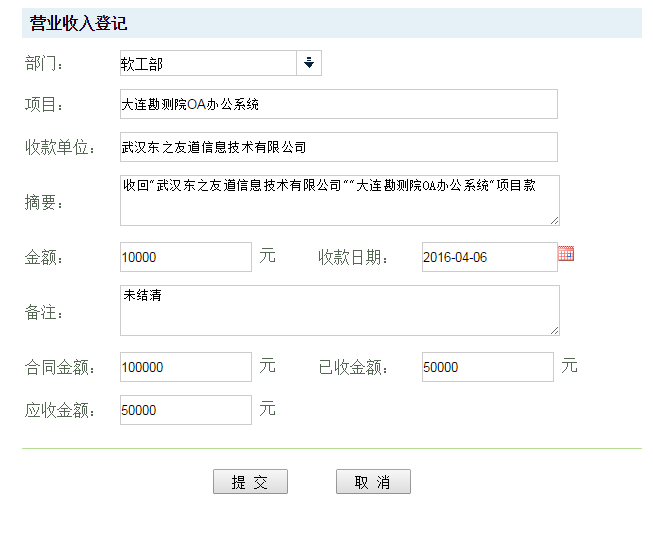 营业收入登记
部门： 软工部
项目： 大连勘测院OA办公系统
收款单位： 武汉东之友道信息技术有限公司
摘要： 收回"武汉东之友道信息技术有限公司""大连勘测院OA办公系统"项目款
金额： 10000 元 收款日期： 2016-04-06
备注： 未结清
合同金额： 100000 元 已收金额： 50000 元
应收金额： 50000 元
提 交 取 消